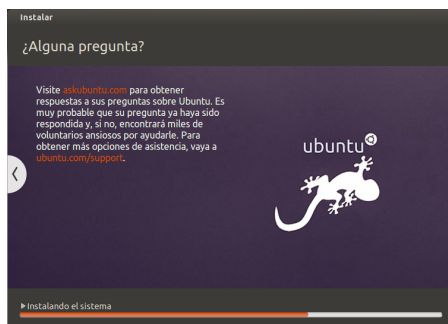 Instalar
¿Alguna pregunta?
Visite askubuntu.com para obtener
respuestas a sus preguntas sobre Ubuntu. Es
muy probable que su pregunta ya haya sido
respondida y, si no, encontrará miles de
voluntarios ansiosos por ayudarle. Para
obtener más opciones de asistencia, vaya a
ubuntu.com/support.
ubuntu
Instalando el sistema